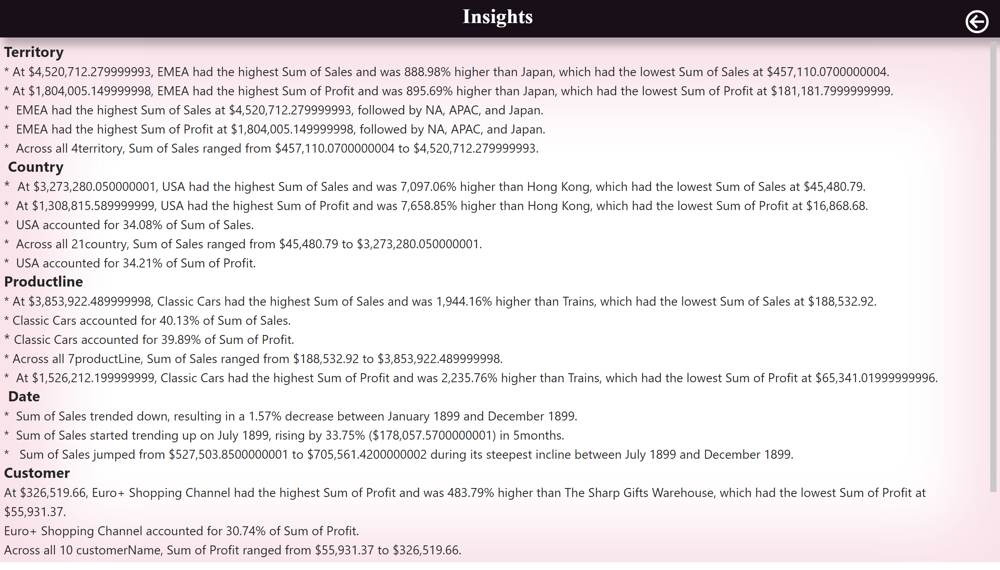 Insights
Territory
* At $4,520,712.279999993, EMEA had the highest Sum of Sales and was 888.98% higher than Japan, which had the lowest Sum of Sales at $457,110.0700000004.
* At $1,804,005.149999998, EMEA had the highest Sum of Profit and was 895.69% higher than Japan, which had the lowest Sum of Profit at $181,181.7999999999.
* EMEA had the highest Sum of Sales at $4,520,712.279999993, followed by NA, APAC, and Japan.
* EMEA had the highest Sum of Profit at $1,804,005.149999998, followed by NA, APAC, and Japan.
* Across all 4territory, Sum of Sales ranged from $457,110.0700000004 to $4,520,712.279999993.
Country
* At $3,273,280.050000001, USA had the highest Sum of Sales and was 7,097.06% higher than Hong Kong, which had the lowest Sum of Sales at $45,480.79.
* At $1,308,815.589999999, USA had the highest Sum of Profit and was 7,658.85% higher than Hong Kong, which had the lowest Sum of Profit at $16,868.68.
* USA accounted for 34.08% of Sum of Sales.
* Across all 21country, Sum of Sales ranged from $45,480.79 to $3,273,280.050000001.
* USA accounted for 34.21% of Sum of Profit.
Productline
* At $3,853,922.489999998, Classic Cars had the highest Sum of Sales and was 1,944.16% higher than Trains, which had the lowest Sum of Sales at $188,532.92.
* Classic Cars accounted for 40.13% of Sum of Sales.
* Classic Cars accounted for 39.89% of Sum of Profit.
* Across all 7productLine, Sum of Sales ranged from $188,532.92 to $3,853,922.489999998.
* At $1,526,212.199999999, Classic Cars had the highest Sum of Profit and was 2,235.76% higher than Trains, which had the lowest Sum of Profit at $65,341.01999999996.
Date
* Sum of Sales trended down, resulting in a 1.57% decrease between January 1899 and December 1899.
* Sum of Sales started trending up on July 1899, rising by 33.75% ($178,057.5700000001) in 5months.
* Sum of Sales jumped from $527,503.8500000001 to $705,561.4200000002 during its steepest incline between July 1899 and December 1899.
Customer
At $326,519.66, Euro+ Shopping Channel had the highest Sum of Profit and was 483.79% higher than The Sharp Gifts Warehouse, which had the lowest Sum of Profit at
$55,931.37.
Euro+ Shopping Channel accounted for 30.74% of Sum of Profit.
Across all 10 customerName, Sum of Profit ranged from $55,931.37 to $326,519.66.